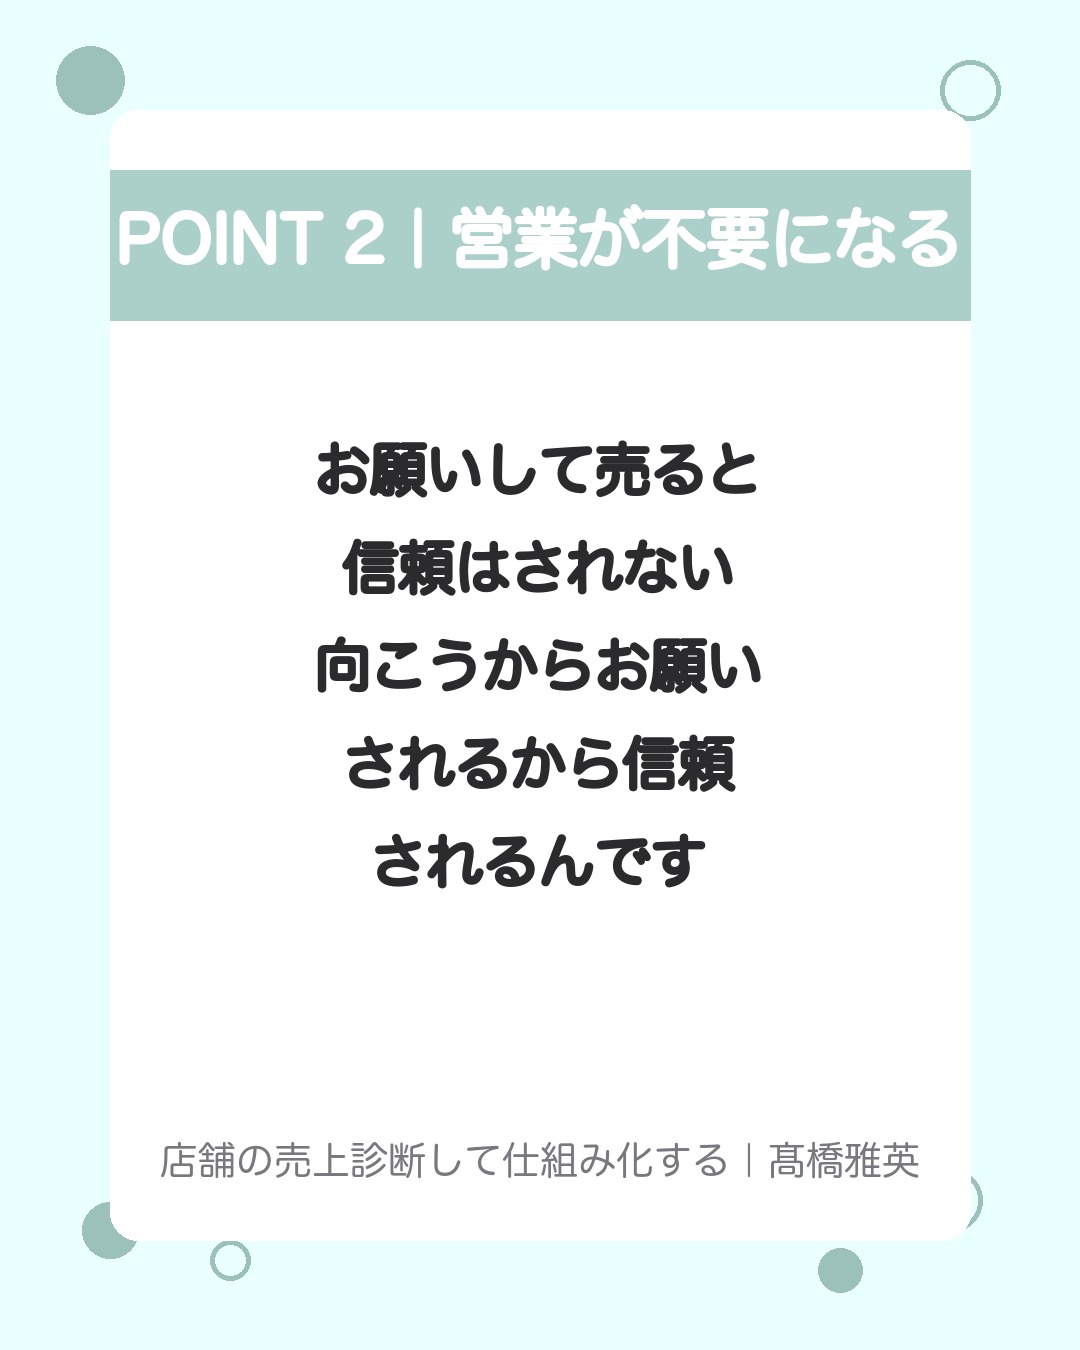 POINT 2｜営業が不要になる
お願いして売ると
信頼はされない
向こうからお願い
されるから信頼
されるんです
店舗の売上診断して仕組み化する｜髙橋雅英